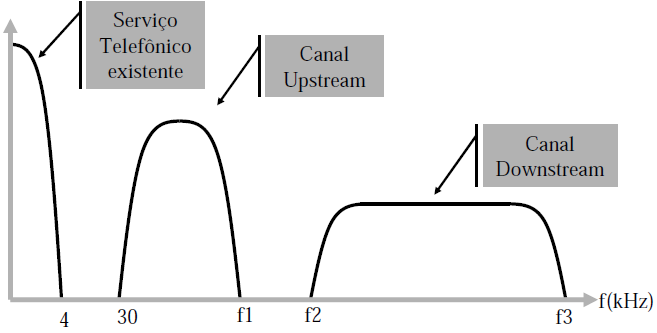 Serviço
Telefônico
existente
Canal
Upstream
Canal
Downstream
4
30
f1
f2
f3
f(kHz)